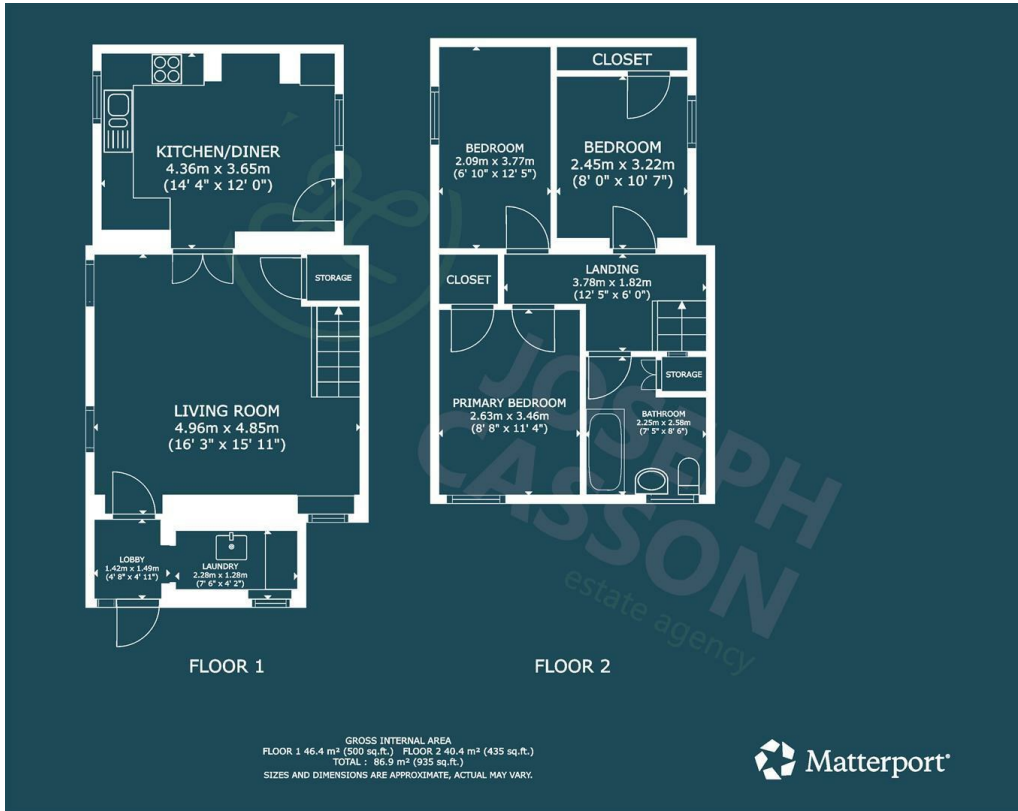 KITCHEN/DINER
4.36m x 3.65m
(14' 4" x 12' 0")
STORAGE
LIVING ROOM
4.96m x 4.85m
(16' 3" x 15' 11")
LOBBY
1.42m x 1.49m
(4' 8" x 4' 11")
LAUNDRY
2.28m x 1.28m
(7' 6" x 4' 2")
FLOOR 1
CLOSET
BEDROOM
2.09m x 3.77m
(6' 10" x 12' 5")
BEDROOM
2.45m x 3.22m
(8' 0" x 10' 7")
CLOSET
LANDING
3.78m x 1.82m
(12' 5" x 6' 0")
STORAGE
PRIMARY BEDROOM
2.63m x 3.46m
(8' 8" x 11' 4")
BATHROOM
2.25m x 2.58m
(7' 5" x 8' 6")
FLOOR 2
JOSEPH
CASSON
estate agency
GROSS INTERNAL AREA
FLOOR 1 46.4 m² (500 sq.ft.) FLOOR 2 40.4 m² (435 sq.ft.)
TOTAL : 86.9 m² (935 sq.ft.)
SIZES AND DIMENSIONS ARE APPROXIMATE, ACTUAL MAY VARY.
Matterport®